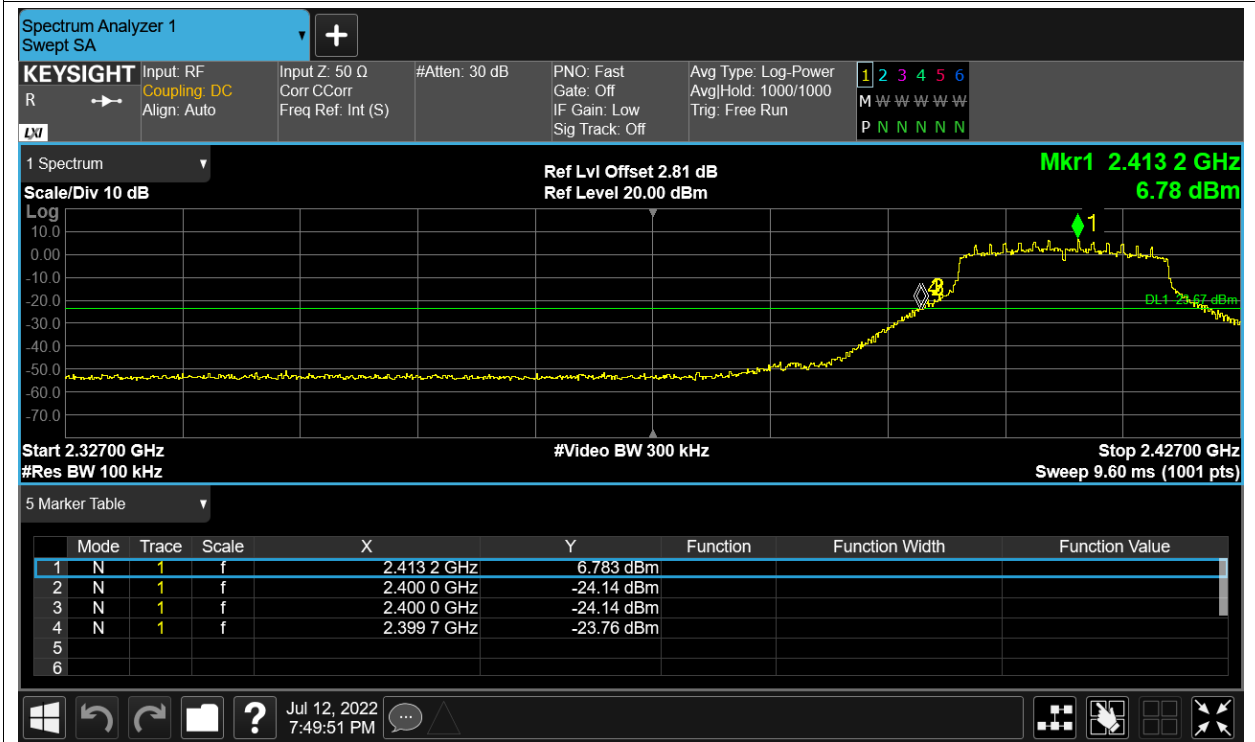 Spectrum Analyzer 1
Swept SA
+
KEYSIGHT Input: RF Input Z: 50 Ω #Atten: 30 dB PNO: Fast Avg Type: Log-Power 1 2 3 4 5 6
R Coupling: DC Corr CCorr Gate: Off Avg|Hold: 1000/1000 M W W W W W
Align: Auto Freq Ref: Int (S) IF Gain: Low Trig: Free Run
LXI Sig Track: Off P N N N N N
1 Spectrum Ref Lvl Offset 2.81 dB Mkr1 2.413 2 GHz
Scale/Div 10 dB Ref Level 20.00 dBm 6.78 dBm
Log
1
10.0
0.00
-10.0
-20.0
DL1 -23.67 dBm
-30.0
-40.0
-50.0
-60.0
-70.0
Start 2.32700 GHz #Video BW 300 kHz Stop 2.42700 GHz
#Res BW 100 kHz Sweep 9.60 ms (1001 pts)
5 Marker Table
Mode Trace Scale X Y Function Function Width Function Value
1 N 1 f 2.413 2 GHz 6.783 dBm
2 N 1 f 2.400 0 GHz -24.14 dBm
3 N 1 f 2.400 0 GHz -24.14 dBm
4 N 1 f 2.399 7 GHz -23.76 dBm
5
6
? Jul 12, 2022
7:49:51 PM